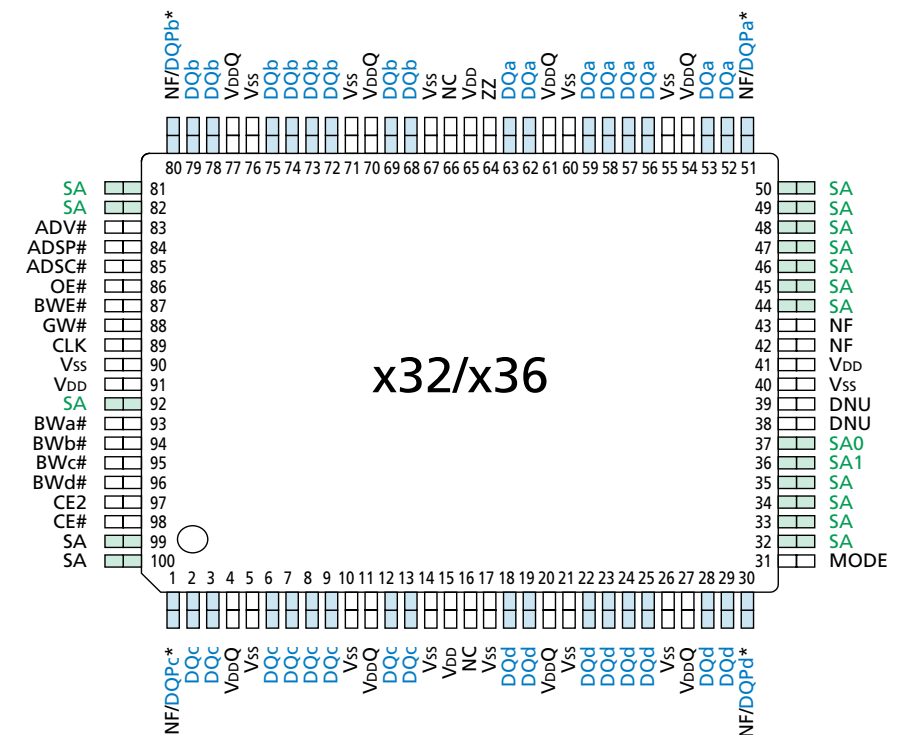 NF/DQPb*
DQb
DQb
VDDQ
VSS
DQb
DQb
DQb
DQb
VSS
VDDQ
DQb
DQb
VSS
NC
VDD
ZZ
DQa
DQa
VDDQ
VSS
DQa
DQa
DQa
DQa
VSS
VDDQ
DQa
DQa
NF/DQPa*
80 79 78 77 76 75 74 73 72 71 70 69 68 67 66 65 64 63 62 61 60 59 58 57 56 55 54 53 52 51
SA 81
SA 82
ADV# 83
ADSP# 84
ADSC# 85
OE# 86
BWE# 87
GW# 88
CLK 89
VSS 90
VDD 91
SA 92
BWa# 93
BWb# 94
BWc# 95
BWd# 96
CE2 97
CE# 98
SA 99
SA 100
x32/x36
50 SA
49 SA
48 SA
47 SA
46 SA
45 SA
44 SA
43 NF
42 NF
41 VDD
40 VSS
39 DNU
38 DNU
37 SA0
36 SA1
35 SA
34 SA
33 SA
32 SA
31 MODE
1 2 3 4 5 6 7 8 9 10 11 12 13 14 15 16 17 18 19 20 21 22 23 24 25 26 27 28 29 30
NF/DQPc*
DQc
DQc
VDDQ
VSS
DQc
DQc
DQc
DQc
VSS
VDDQ
DQc
DQc
VSS
VDD
NC
VSS
DQd
DQd
VDDQ
VSS
DQd
DQd
DQd
DQd
VSS
VDDQ
DQd
DQd
NF/DQPd*